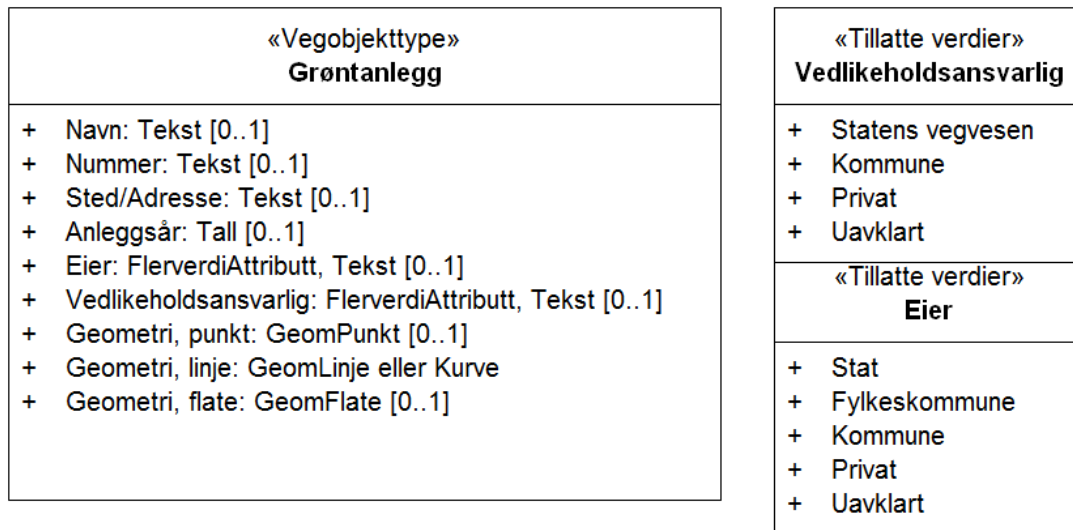 «Vegobjekttype»
Grøntanlegg
+ Navn: Tekst [0..1]
+ Nummer: Tekst [0..1]
+ Sted/Adresse: Tekst [0..1]
+ Anleggsår: Tall [0..1]
+ Eier: FlerverdiAttributt, Tekst [0..1]
+ Vedlikeholdsansvarlig: FlerverdiAttributt, Tekst [0..1]
+ Geometri, punkt: GeomPunkt [0..1]
+ Geometri, linje: GeomLinje eller Kurve
+ Geometri, flate: GeomFlate [0..1]
«Tillatte verdier»
Vedlikeholdsansvarlig
+ Statens vegvesen
+ Kommune
+ Privat
+ Uavklart
«Tillatte verdier»
Eier
+ Stat
+ Fylkeskommune
+ Kommune
+ Privat
+ Uavklart